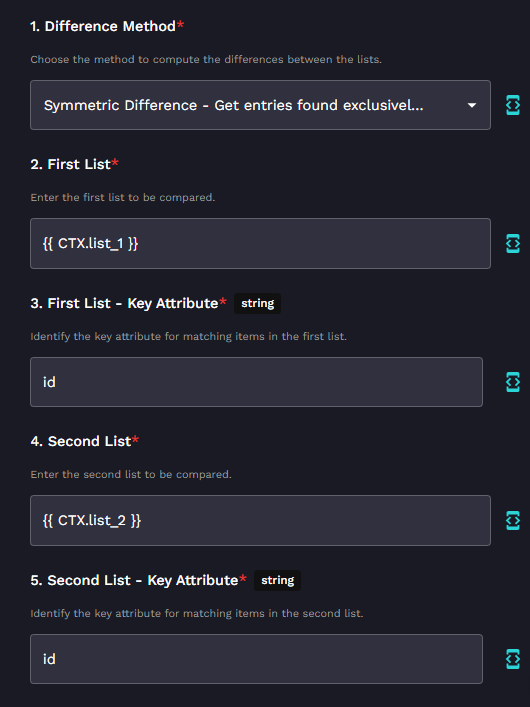 1. Difference Method*
Choose the method to compute the differences between the lists.
Symmetric Difference - Get entries found exclusivel...
2. First List*
Enter the first list to be compared.
{{ CTX.list_1 }}
3. First List - Key Attribute* string
Identify the key attribute for matching items in the first list.
id
4. Second List*
Enter the second list to be compared.
{{ CTX.list_2 }}
5. Second List - Key Attribute* string
Identify the key attribute for matching items in the second list.
id